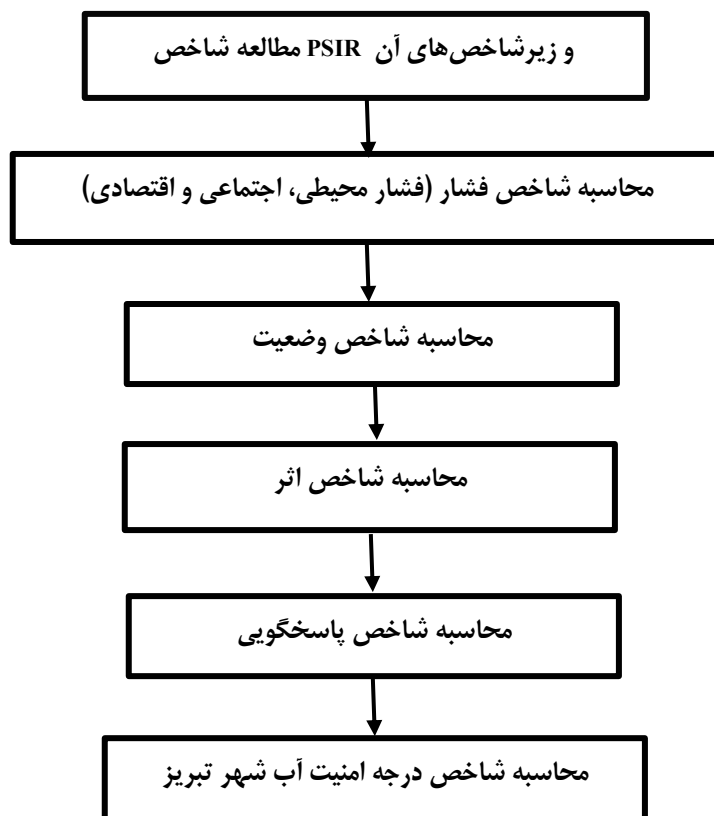 مطالعه شاخص PSIR و زیرشاخص‌های آن
محاسبه شاخص فشار (فشار محیطی، اجتماعی و اقتصادی)
محاسبه شاخص وضعیت
محاسبه شاخص اثر
محاسبه شاخص پاسخگویی
محاسبه شاخص درجه امنیت آب شهر تبریز